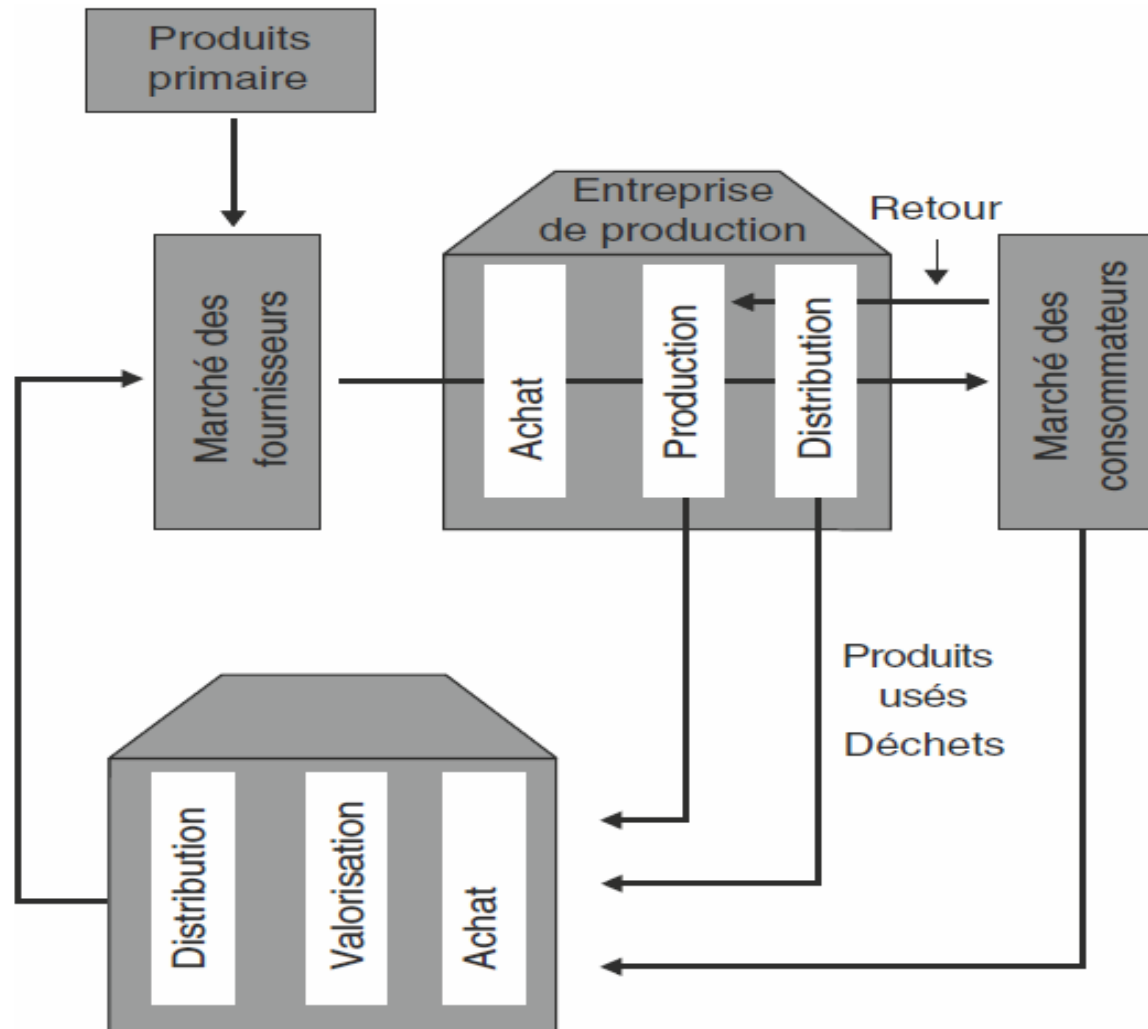 Produits
primaire
Entreprise
de production
Retour
Marché des
fournisseurs
Achat
Production
Distribution
Marché des
consommateurs
Produits
usés
Déchets
Distribution
Valorisation
Achat